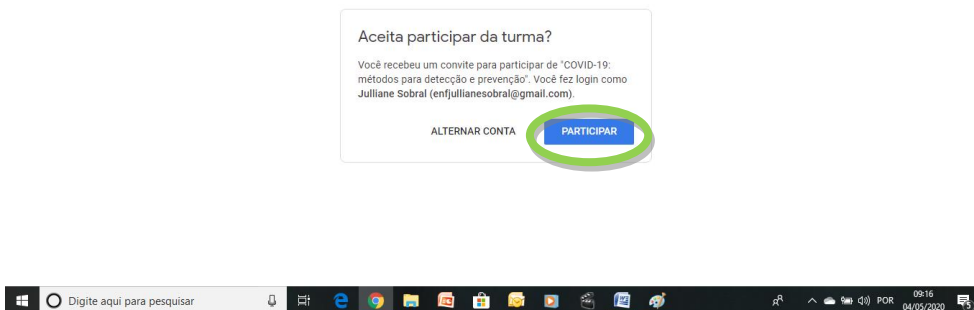 Aceita participar da turma?
Você recebeu um convite para participar de "COVID-19:
métodos para detecção e prevenção". Você fez login como
Julliane Sobral (enfjullianesobral@gmail.com).
ALTERNAR CONTA PARTICIPAR
Digite aqui para pesquisar POR 09:16
04/05/2020 5